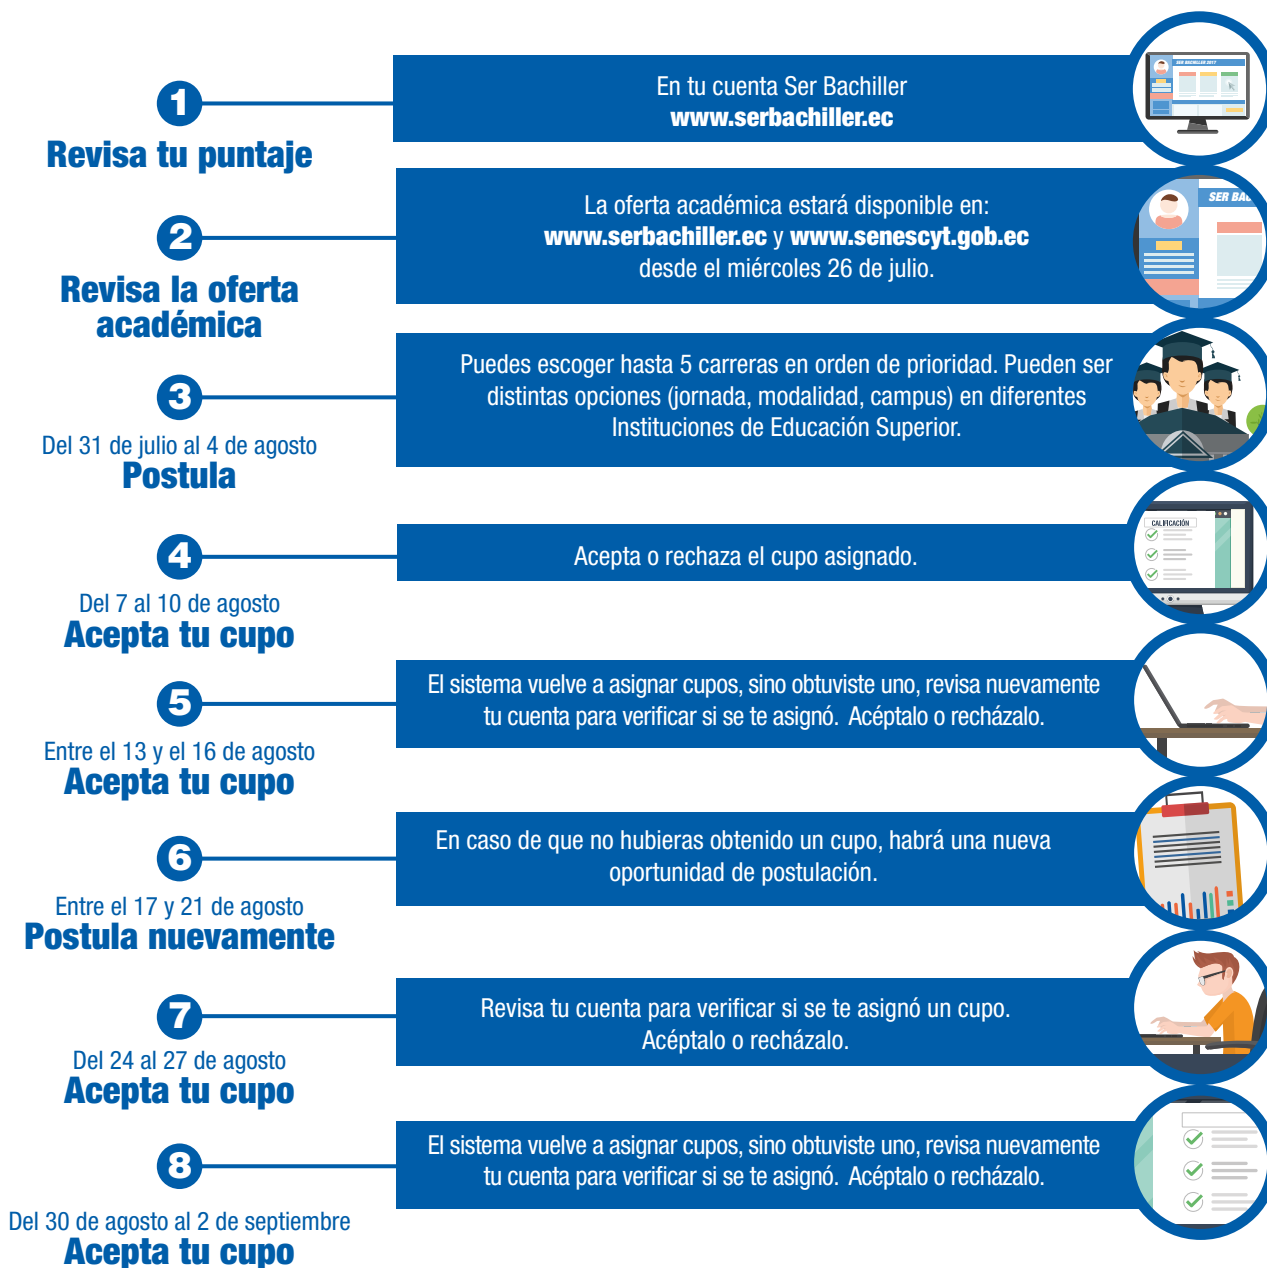 1
Revisa tu puntaje
En tu cuenta Ser Bachiller
www.serbachiller.ec
SER BACHILLER 2017
2
Revisa la oferta
académica
La oferta académica estará disponible en:
www.serbachiller.ec y www.senescyt.gob.ec
desde el miércoles 26 de julio.
SER BAC
3
Del 31 de julio al 4 de agosto
Postula
Puedes escoger hasta 5 carreras en orden de prioridad. Pueden ser
distintas opciones (jornada, modalidad, campus) en diferentes
Instituciones de Educación Superior.
4
Del 7 al 10 de agosto
Acepta tu cupo
Acepta o rechaza el cupo asignado.
CALIFICACIÓN
5
Entre el 13 y el 16 de agosto
Acepta tu cupo
El sistema vuelve a asignar cupos, sino obtuviste uno, revisa nuevamente
tu cuenta para verificar si se te asignó. Acéptalo o recházalo.
6
Entre el 17 y 21 de agosto
Postula nuevamente
En caso de que no hubieras obtenido un cupo, habrá una nueva
oportunidad de postulación.
7
Del 24 al 27 de agosto
Acepta tu cupo
Revisa tu cuenta para verificar si se te asignó un cupo.
Acéptalo o recházalo.
8
Del 30 de agosto al 2 de septiembre
Acepta tu cupo
El sistema vuelve a asignar cupos, sino obtuviste uno, revisa nuevamente
tu cuenta para verificar si se te asignó. Acéptalo o recházalo.